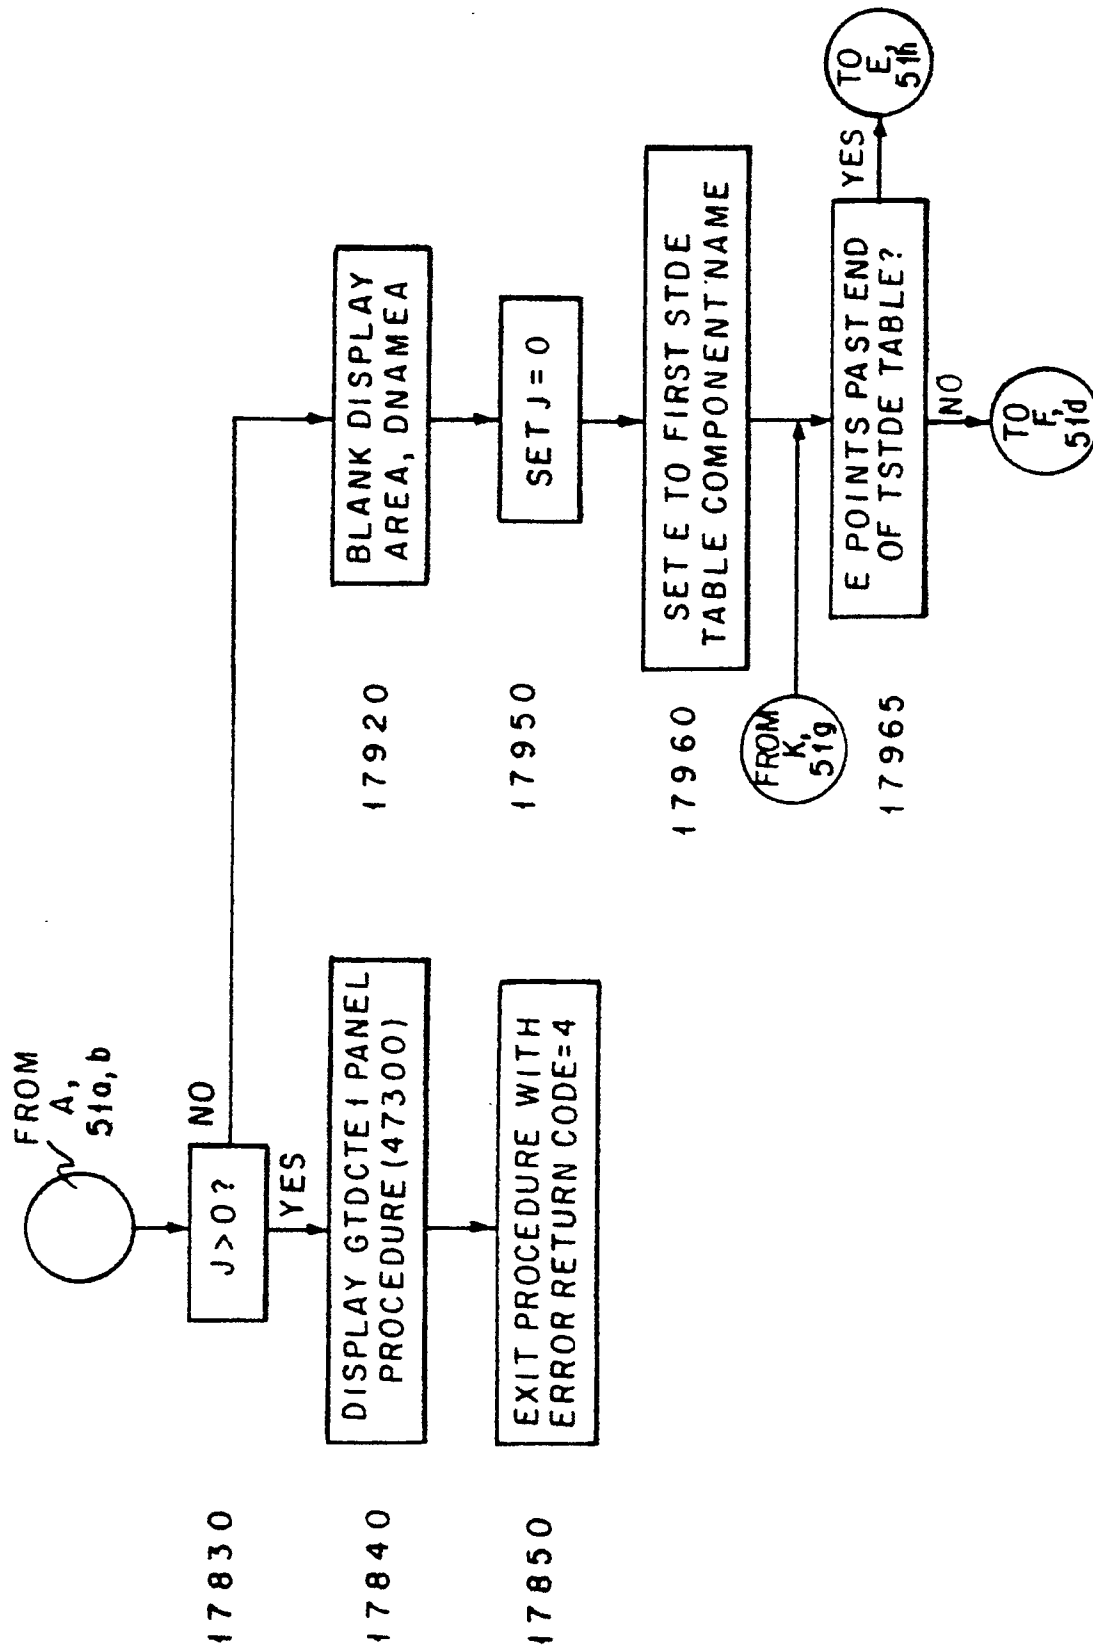 FROM
A,
51a,b
17830
J>0?
NO
YES
17840
DISPLAY GTDCTE1 PANEL
PROCEDURE (47300)
17850
EXIT PROCEDURE WITH
ERROR RETURN CODE=4
17920
BLANK DISPLAY
AREA, DNAMEA
17950
SET J=0
17960
SET E TO FIRST STDE
TABLE COMPONENT NAME
FROM
K,
51g
17965
E POINTS PAST END
OF TSTDE TABLE?
YES
TO
E,
51h
NO
TO
F,
51d